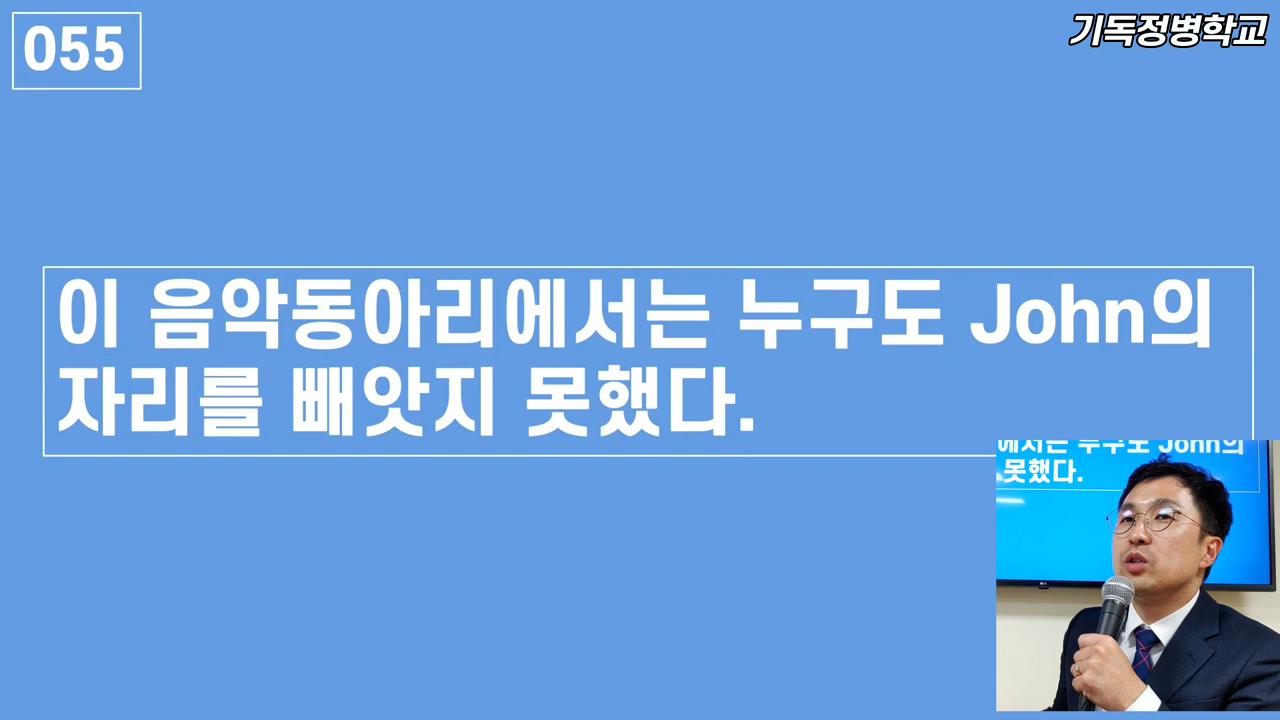 055
기독정병학교
이 음악동아리에서는 누구도 John의
자리를 빼앗지 못했다.
에서는 누구도 John의
못했다.
LG